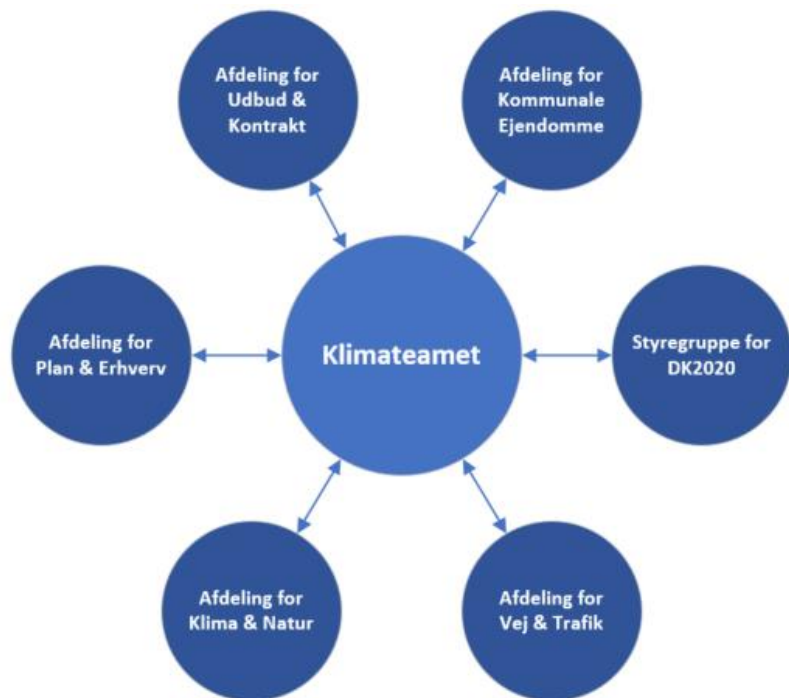 Afdeling for
Udbud &
Kontrakt
Afdeling for
Kommunale
Ejendomme
Afdeling for
Plan & Erhverv
Klimateamet
Styregruppe for
DK2020
Afdeling for
Klima & Natur
Afdeling for
Vej & Trafik